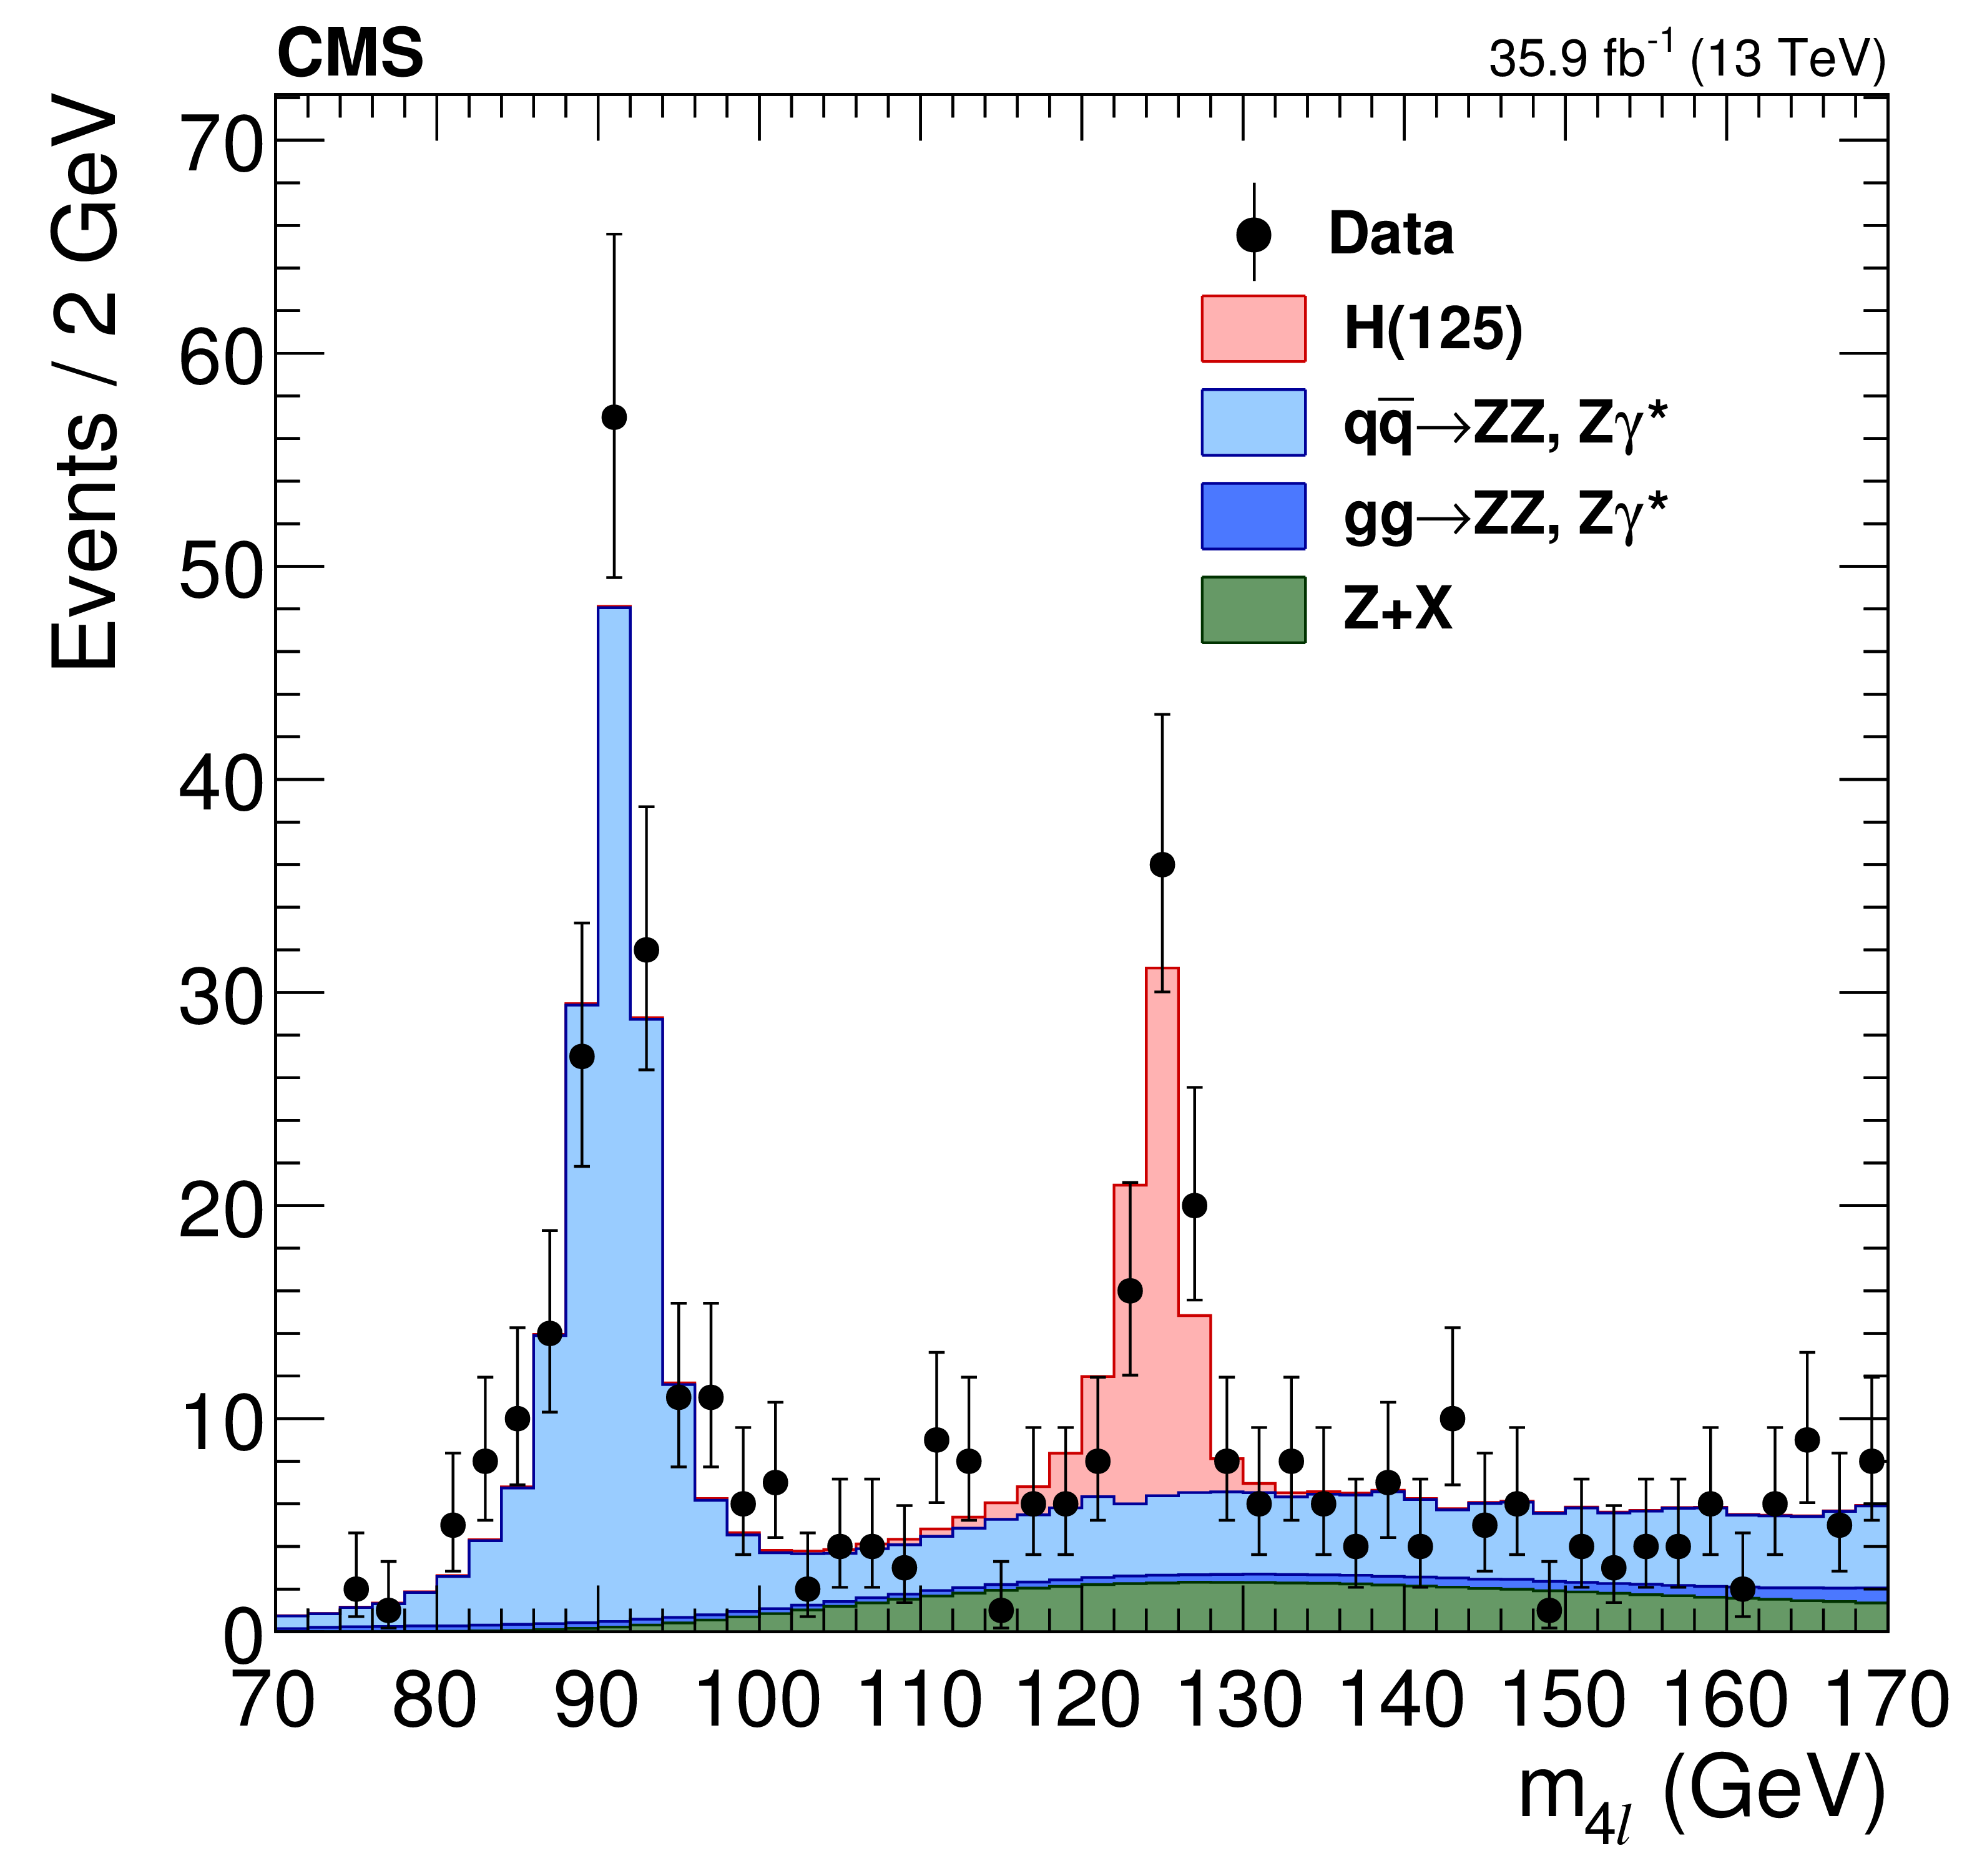 CMS 35.9 fb⁻¹ (13 TeV)
Events / 2 GeV
70
60
50
40
30
20
10
0
Data
H(125)
qq̅→ZZ, Zγ*
gg→ZZ, Zγ*
Z+X
70 80 90 100 110 120 130 140 150 160 170
m₄ₗ (GeV)